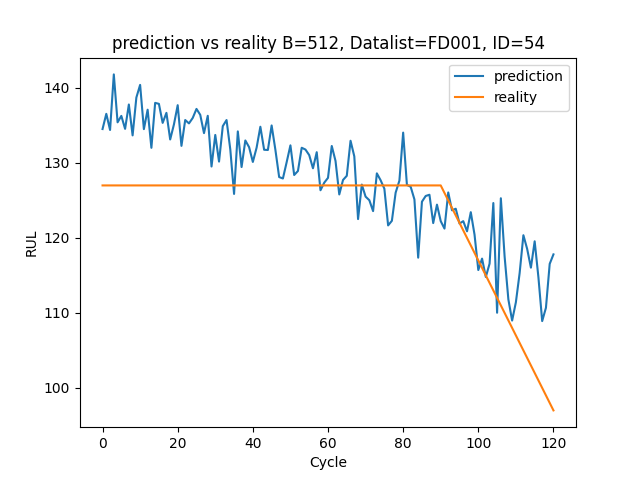 prediction vs reality B=512, Datalist=FD001, ID=54
prediction
reality
RUL
140
130
120
110
100
0 20 40 60 80 100 120
Cycle